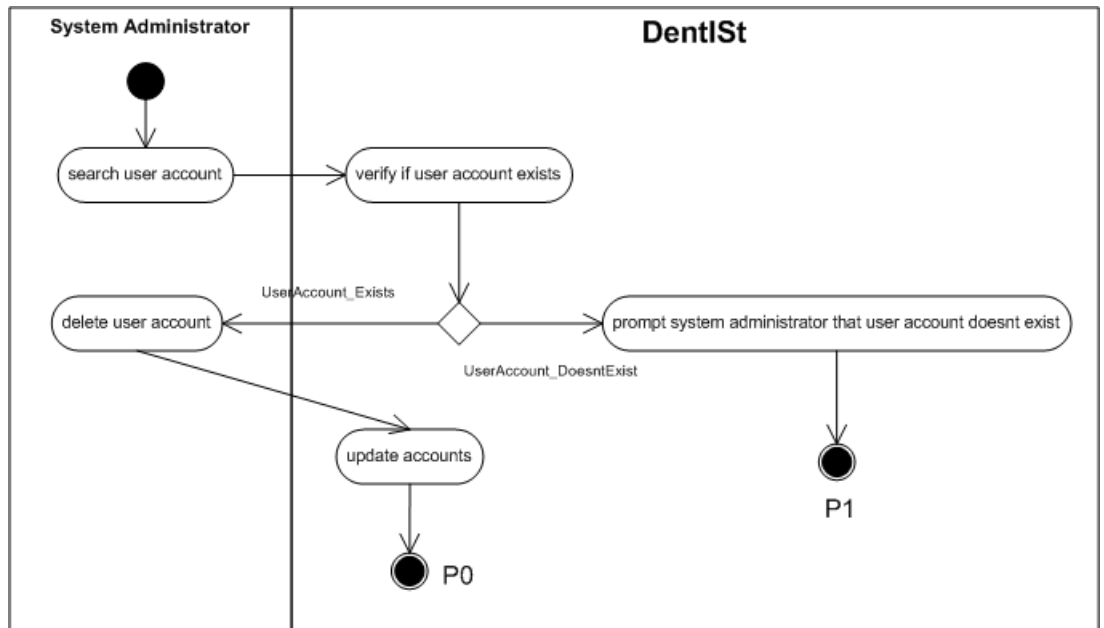 System Administrator
DentISt
search user account
verify if user account exists
UserAccount_Exists
delete user account
prompt system administrator that user account doesnt exist
UserAccount_DoesntExist
update accounts
P1
P0